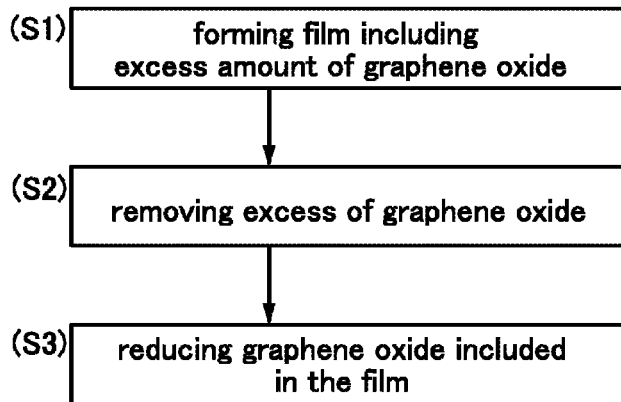 (S1) forming film including
excess amount of graphene oxide
(S2) removing excess of graphene oxide
(S3) reducing graphene oxide included
in the film